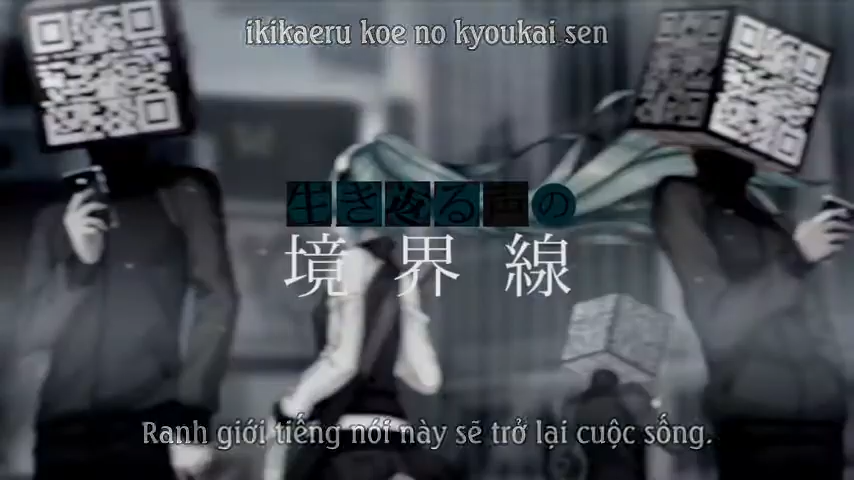 ikikaeru koe no kyoukai sen
生き返る声の
境界線
Ranh giới tiếng nói này sẽ trở lại cuộc sống.